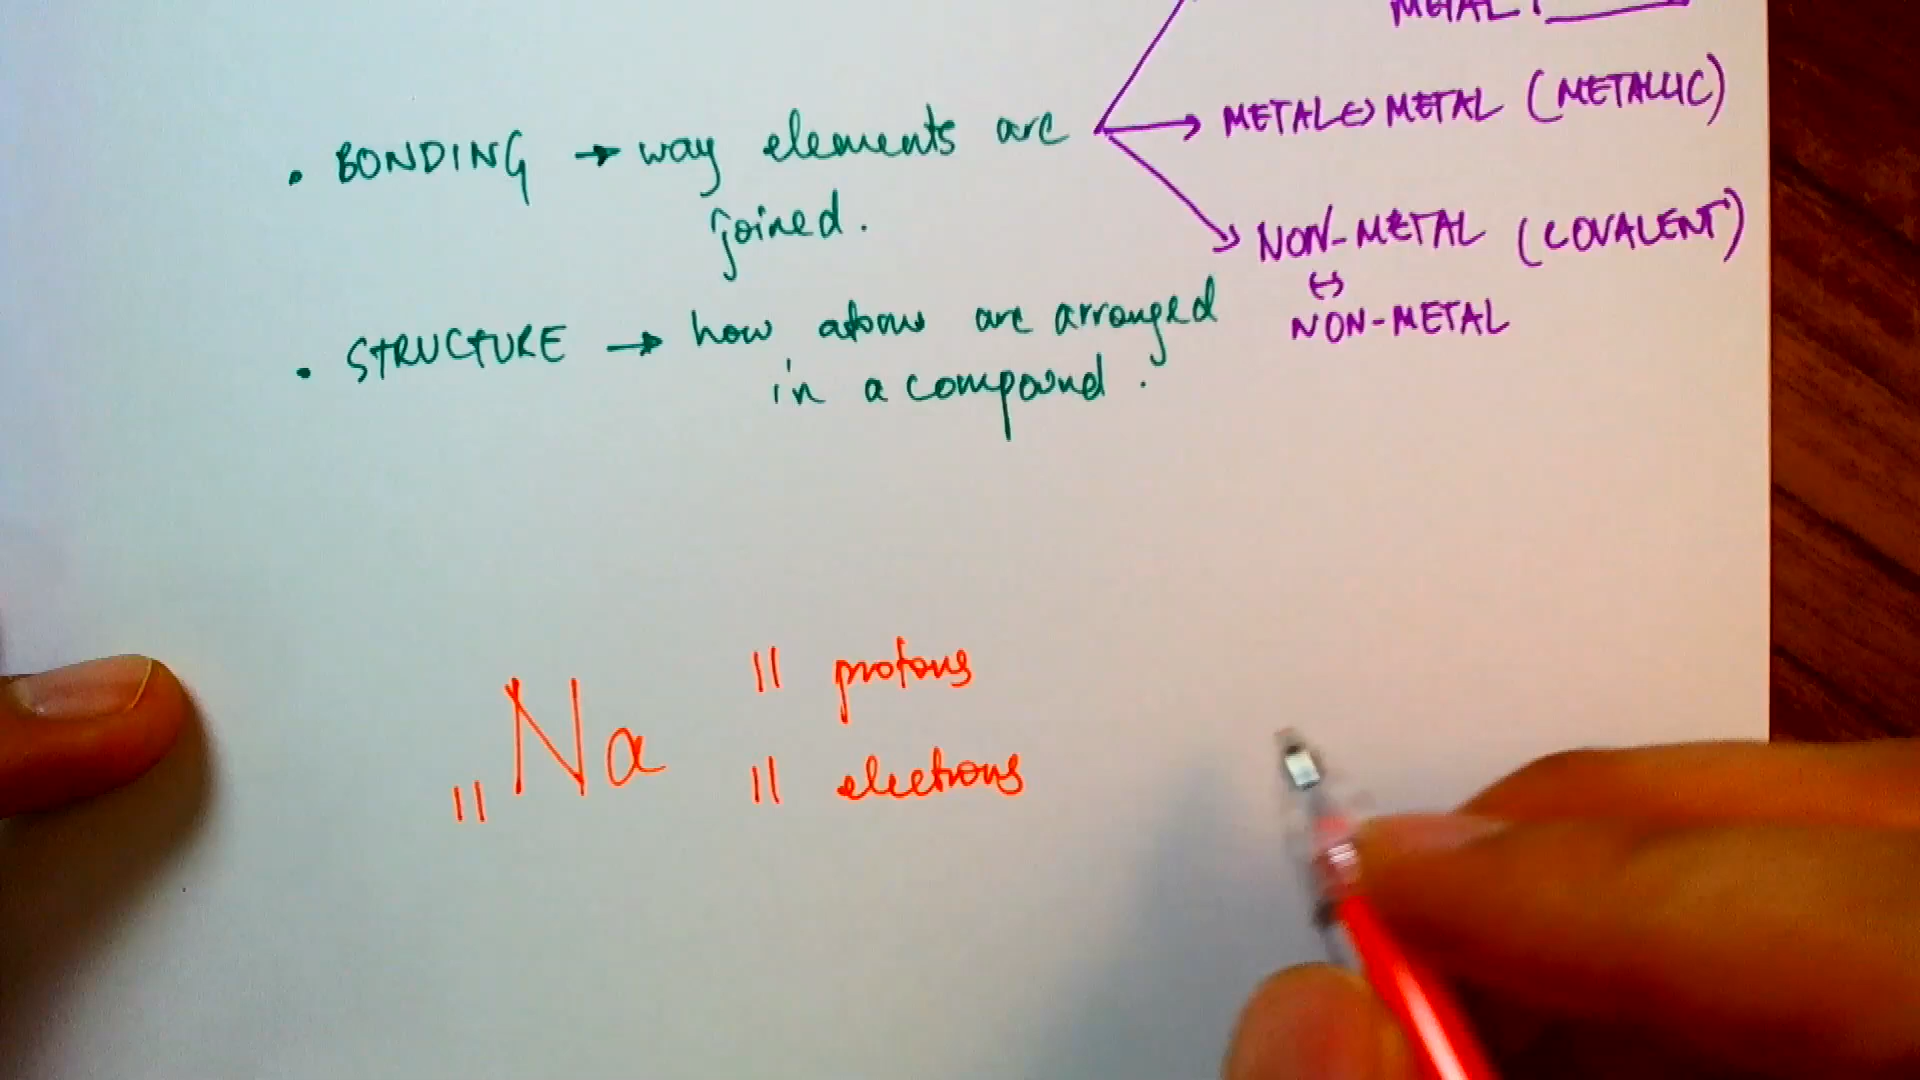 METAL
METAL ↔ METAL (METALLIC)
• BONDING → way elements are
joined.
NON-METAL (COVALENT)
↔
NON-METAL
• STRUCTURE → how atoms are arranged
in a compound.
11 protons
11Na
11 electrons